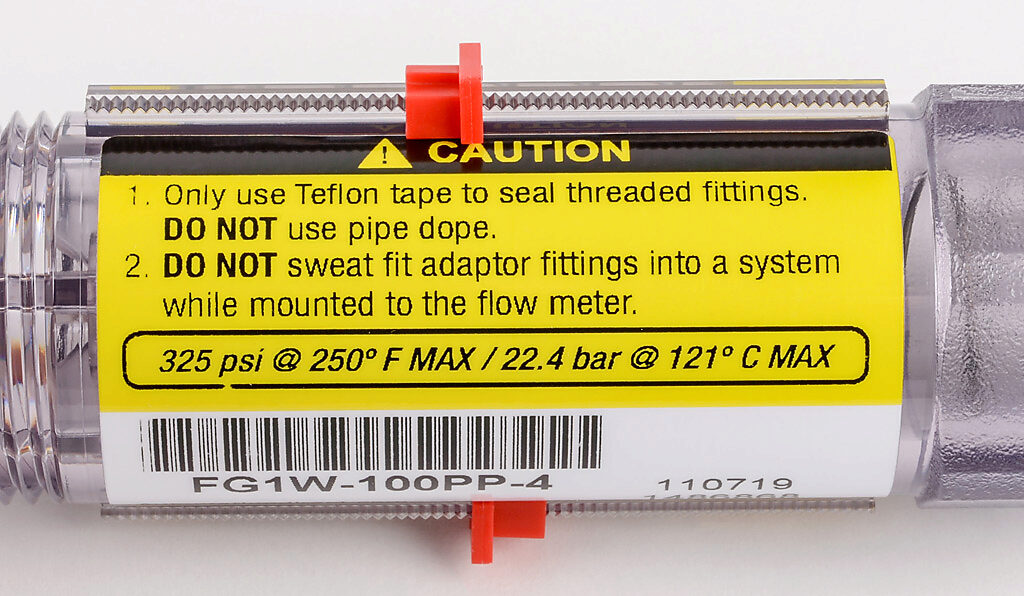 CAUTION
1. Only use Teflon tape to seal threaded fittings.
DO NOT use pipe dope.
2. DO NOT sweat fit adaptor fittings into a system
while mounted to the flow meter.
325 psi @ 250° F MAX / 22.4 bar @ 121° C MAX
FG1W-100PP-4
110719